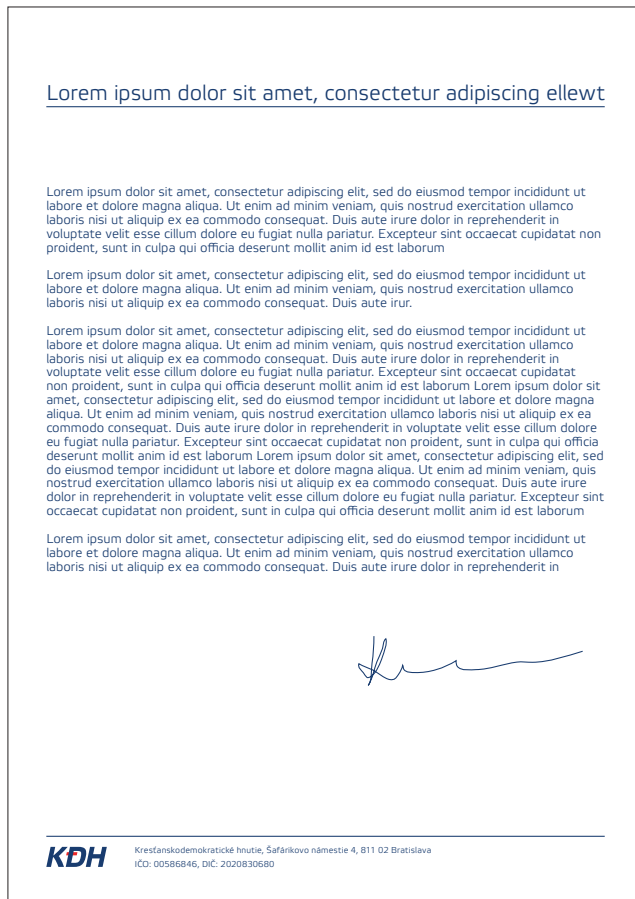 Lorem ipsum dolor sit amet, consectetur adipiscing ellewt
Lorem ipsum dolor sit amet, consectetur adipiscing elit, sed do eiusmod tempor incididunt ut
labore et dolore magna aliqua. Ut enim ad minim veniam, quis nostrud exercitation ullamco
laboris nisi ut aliquip ex ea commodo consequat. Duis aute irure dolor in reprehenderit in
voluptate velit esse cillum dolore eu fugiat nulla pariatur. Excepteur sint occaecat cupidatat non
proident, sunt in culpa qui officia deserunt mollit anim id est laborum
Lorem ipsum dolor sit amet, consectetur adipiscing elit, sed do eiusmod tempor incididunt ut
labore et dolore magna aliqua. Ut enim ad minim veniam, quis nostrud exercitation ullamco
laboris nisi ut aliquip ex ea commodo consequat. Duis aute irur.
Lorem ipsum dolor sit amet, consectetur adipiscing elit, sed do eiusmod tempor incididunt ut
labore et dolore magna aliqua. Ut enim ad minim veniam, quis nostrud exercitation ullamco
laboris nisi ut aliquip ex ea commodo consequat. Duis aute irure dolor in reprehenderit in
voluptate velit esse cillum dolore eu fugiat nulla pariatur. Excepteur sint occaecat cupidatat
non proident, sunt in culpa qui officia deserunt mollit anim id est laborum Lorem ipsum dolor sit
amet, consectetur adipiscing elit, sed do eiusmod tempor incididunt ut labore et dolore magna
aliqua. Ut enim ad minim veniam, quis nostrud exercitation ullamco laboris nisi ut aliquip ex ea
commodo consequat. Duis aute irure dolor in reprehenderit in voluptate velit esse cillum dolore
eu fugiat nulla pariatur. Excepteur sint occaecat cupidatat non proident, sunt in culpa qui officia
deserunt mollit anim id est laborum Lorem ipsum dolor sit amet, consectetur adipiscing elit, sed
do eiusmod tempor incididunt ut labore et dolore magna aliqua. Ut enim ad minim veniam, quis
nostrud exercitation ullamco laboris nisi ut aliquip ex ea commodo consequat. Duis aute irure
dolor in reprehenderit in voluptate velit esse cillum dolore eu fugiat nulla pariatur. Excepteur sint
occaecat cupidatat non proident, sunt in culpa qui officia deserunt mollit anim id est laborum
Lorem ipsum dolor sit amet, consectetur adipiscing elit, sed do eiusmod tempor incididunt ut
labore et dolore magna aliqua. Ut enim ad minim veniam, quis nostrud exercitation ullamco
laboris nisi ut aliquip ex ea commodo consequat. Duis aute irure dolor in reprehenderit in
KDH
Kresťanskodemokratické hnutie, Šafárikovo námestie 4, 811 02 Bratislava
IČO: 00586846, DIČ: 2020830680